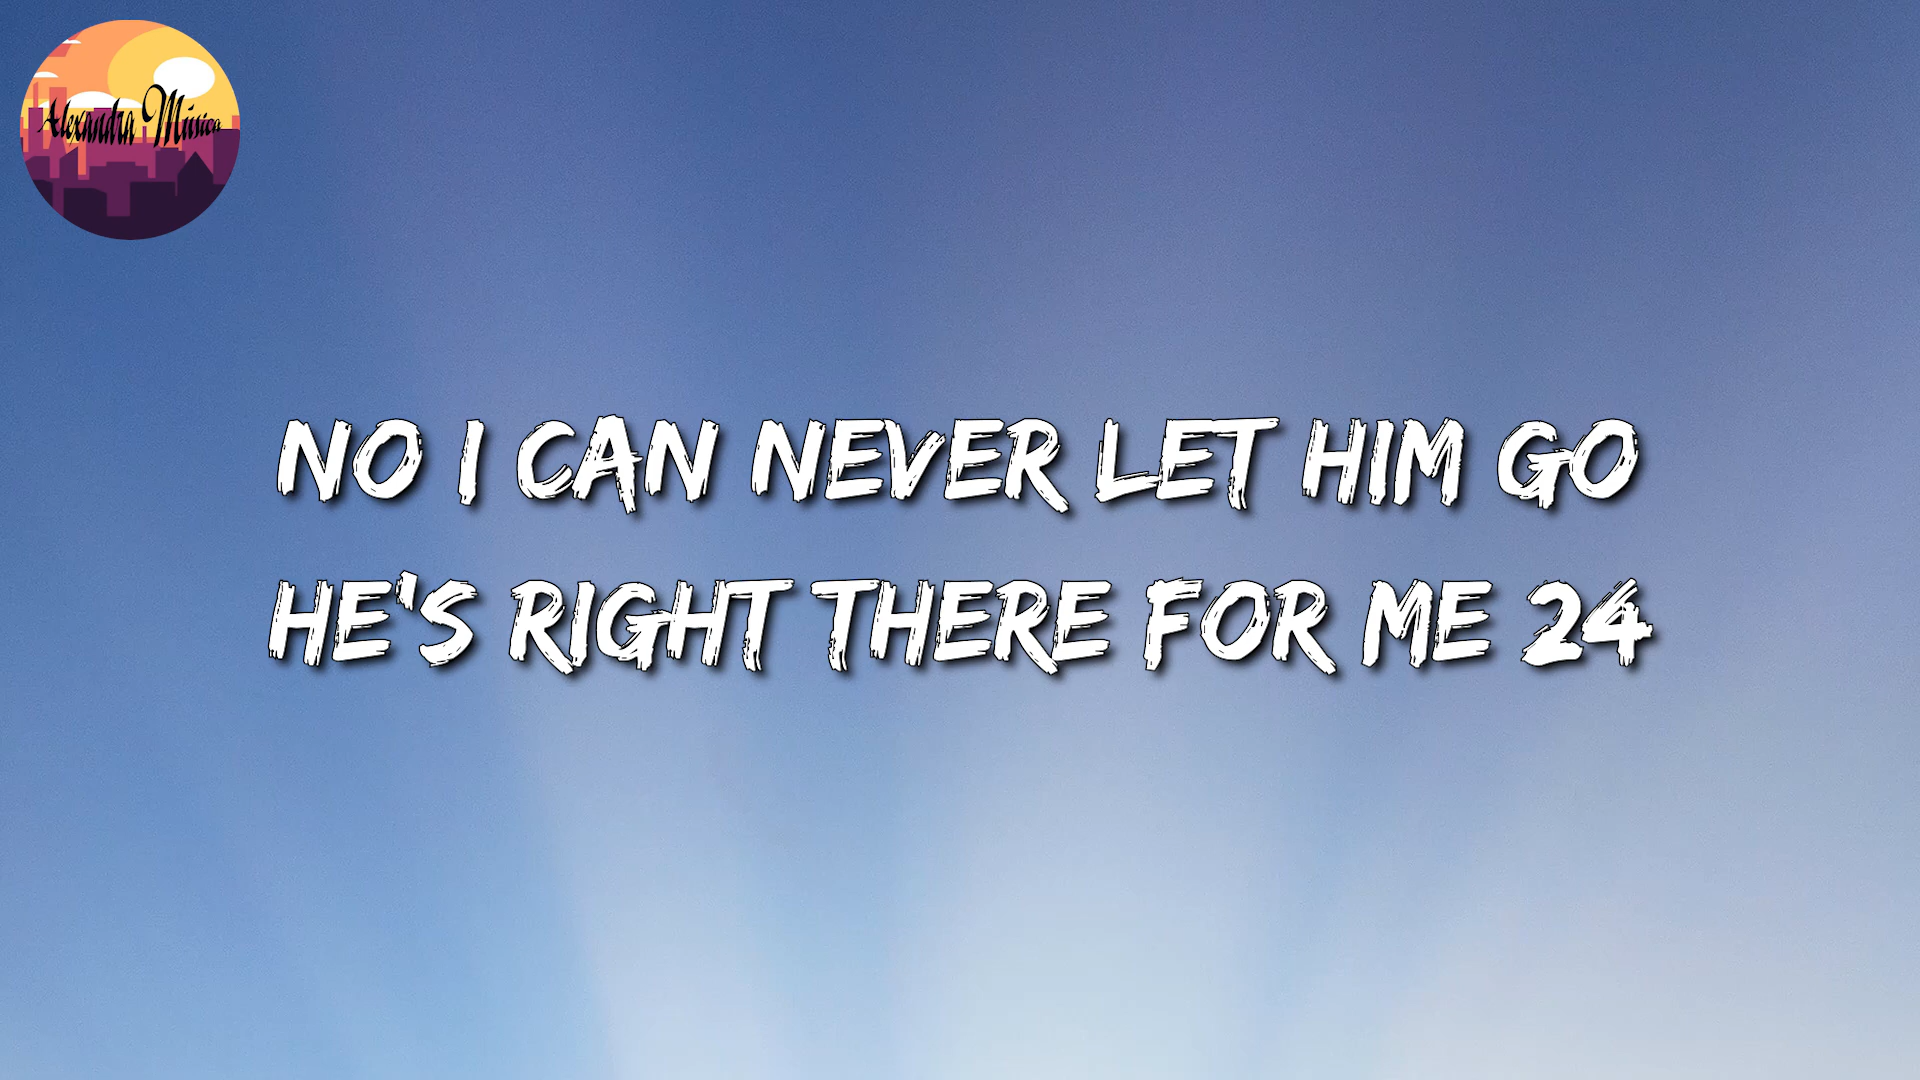 Alexandra Música
NO I CAN NEVER LET HIM GO
HE'S RIGHT THERE FOR ME 24